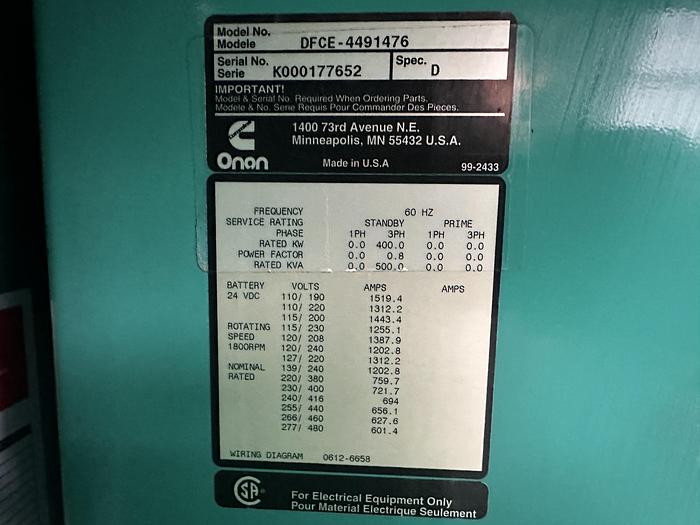 Model No.
Modele DFCE-4491476
Serial No. Spec.
Serie K000177652 D
IMPORTANT!
Model & Serial No. Required When Ordering Parts.
Modele & No. Serie Requis Pour Commander Des Pieces.
Onan
1400 73rd Avenue N.E.
Minneapolis, MN 55432 U.S.A.
Made in U.S.A 99-2433
FREQUENCY 60 HZ
SERVICE RATING STANDBY PRIME
PHASE 1PH 3PH 1PH 3PH
RATED KW 0.0 400.0 0.0 0.0
POWER FACTOR 0.0 0.8 0.0 0.0
RATED KVA 0.0 500.0 0.0 0.0
BATTERY VOLTS AMPS AMPS
24 VDC 110/ 190 1519.4
110/ 220 1312.2
115/ 200 1443.4
ROTATING 115/ 230 1255.1
SPEED 120/ 208 1387.9
1800RPM 120/ 240 1202.8
127/ 220 1312.2
NOMINAL 139/ 240 1202.8
RATED 220/ 380 759.7
230/ 400 721.7
240/ 416 694
255/ 440 656.1
266/ 460 627.6
277/ 480 601.4
WIRING DIAGRAM 0612-6658
SA
For Electrical Equipment Only
Pour Materiel Electrique Seulement